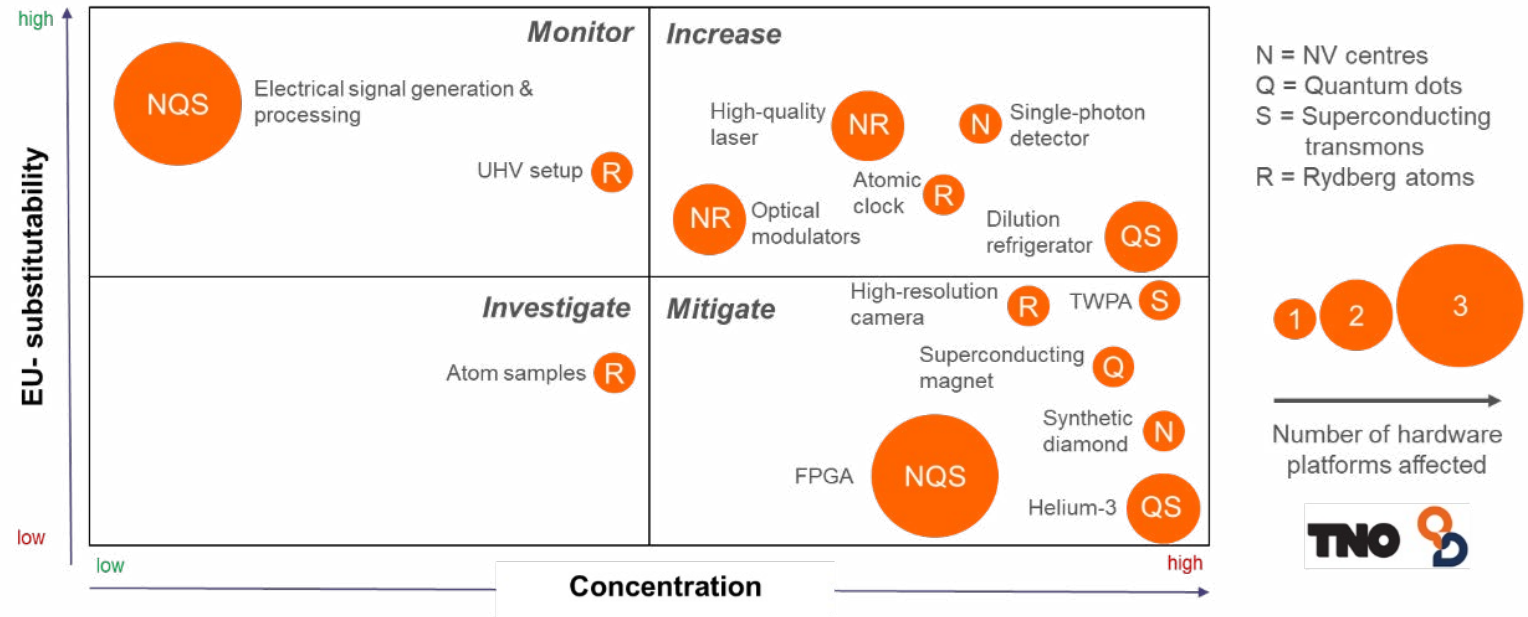 high
EU- substitutability
low
low
Concentration
high
Monitor
NQS
Electrical signal generation &
processing
UHV setup
R
Increase
High-quality
laser
NR
N
Single-photon
detector
Atomic
clock
R
NR
Optical
modulators
Dilution
refrigerator
QS
Investigate
Atom samples
R
Mitigate
High-resolution
camera
R
TWPA
S
Superconducting
magnet
Q
Synthetic
diamond
N
FPGA
NQS
Helium-3
QS
N = NV centres
Q = Quantum dots
S = Superconducting
transmons
R = Rydberg atoms
1
2
3
Number of hardware
platforms affected
TNO